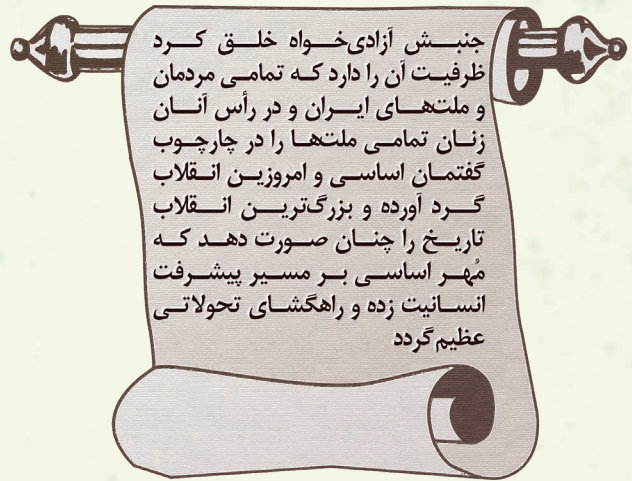 جنبش آزادی‌خواه خلق کرد
ظرفیت آن را دارد که تمامی مردمان
و ملت‌های ایران و در رأس آنان
زنان تمامی ملت‌ها را در چارچوب
گفتمان اساسی و امروزین انقلاب
گرد آورده و بزرگ‌ترین انقلاب
تاریخ را چنان صورت دهد که
مُهر اساسی بر مسیر پیشرفت
انسانیت زده و راهگشای تحولاتی
عظیم گردد